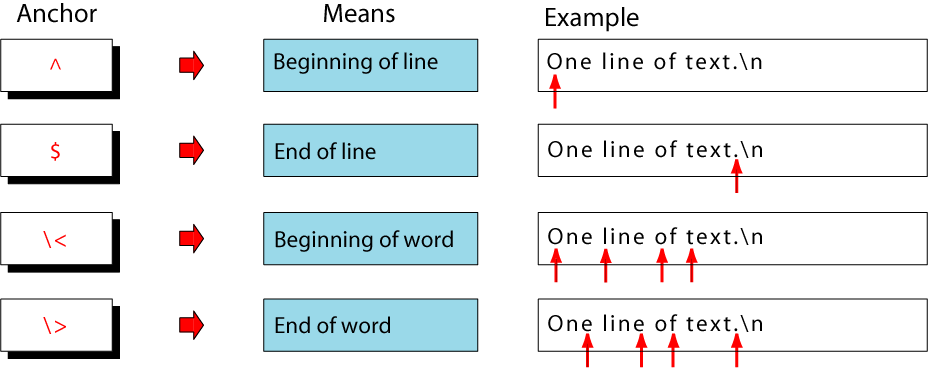 Anchor Means Example
^ Beginning of line One line of text.\n
$ End of line One line of text.\n
\< Beginning of word One line of text.\n
\> End of word One line of text.\n